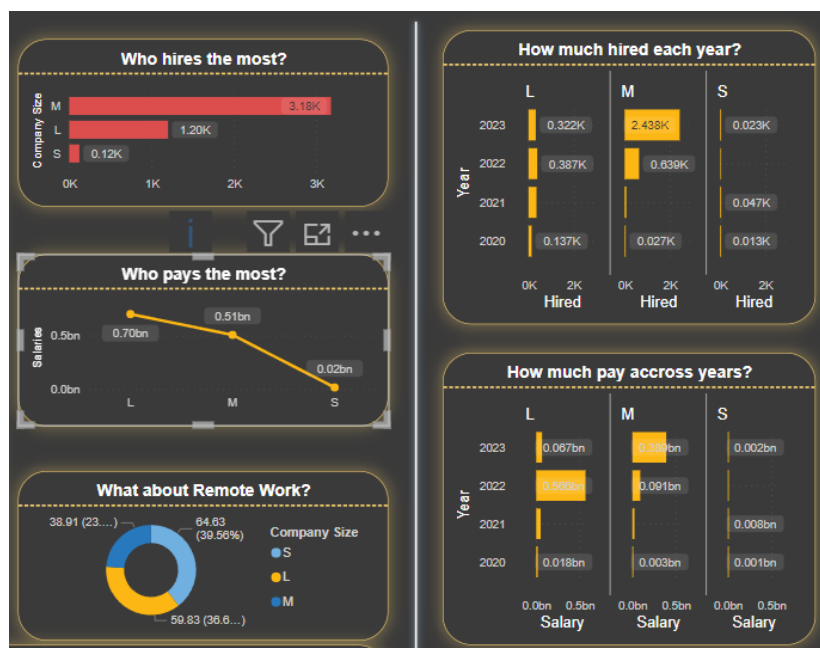 Who hires the most?
Company Size
M 3.18K
L 1.20K
S 0.12K
0K 1K 2K 3K
Who pays the most?
Salaries
0.5bn
0.0bn
0.70bn
0.51bn
0.02bn
L M S
What about Remote Work?
38.91 (23....)
64.63
(39.56%)
59.83 (36.6...)
Company Size
S
L
M
How much hired each year?
L M S
Year
2023 0.322K 2.438K 0.023K
2022 0.387K 0.639K
2021 0.047K
2020 0.137K 0.027K 0.013K
0K 2K 0K 2K 0K 2K
Hired Hired Hired
How much pay accross years?
L M S
Year
2023 0.067bn 0.389bn 0.002bn
2022 0.566bn 0.091bn
2021 0.008bn
2020 0.018bn 0.003bn 0.001bn
0.0bn 0.5bn 0.0bn 0.5bn 0.0bn 0.5bn
Salary Salary Salary